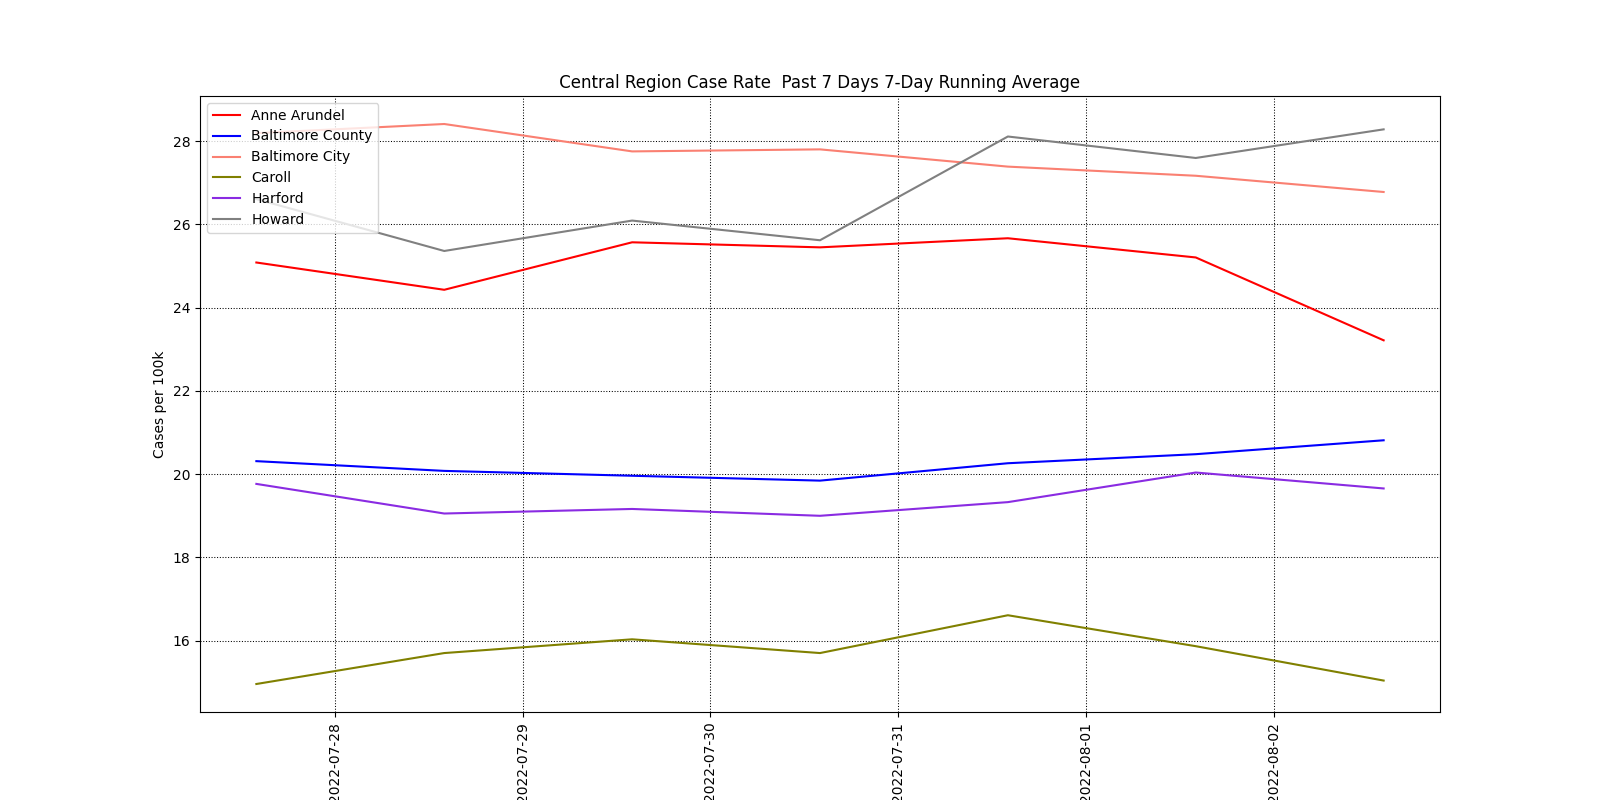 Central Region Case Rate  Past 7 Days 7-Day Running Average
Anne Arundel
Baltimore County
Baltimore City
Caroll
Harford
Howard
Cases per 100k
28
26
24
22
20
18
16
2022-07-28
2022-07-29
2022-07-30
2022-07-31
2022-08-01
2022-08-02